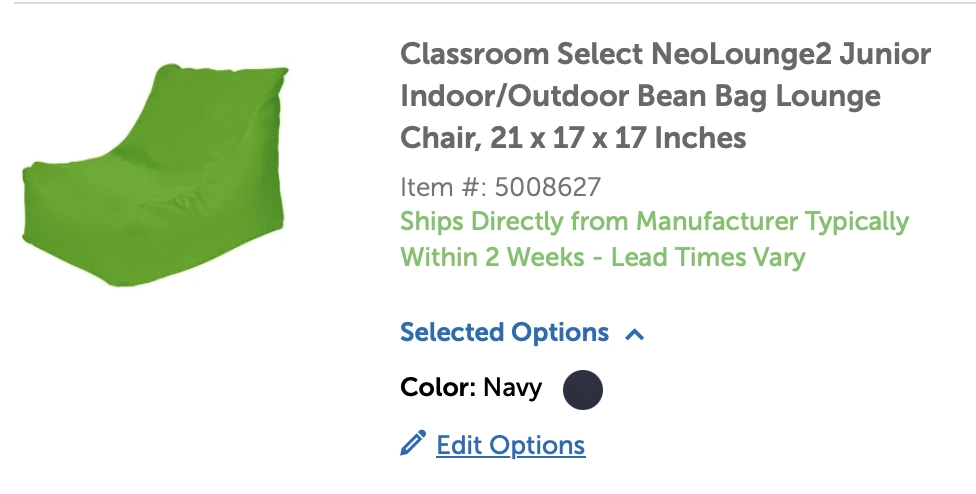 Classroom Select NeoLounge2 Junior
Indoor/Outdoor Bean Bag Lounge
Chair, 21 x 17 x 17 Inches
Item #: 5008627
Ships Directly from Manufacturer Typically
Within 2 Weeks - Lead Times Vary
Selected Options
Color: Navy
Edit Options